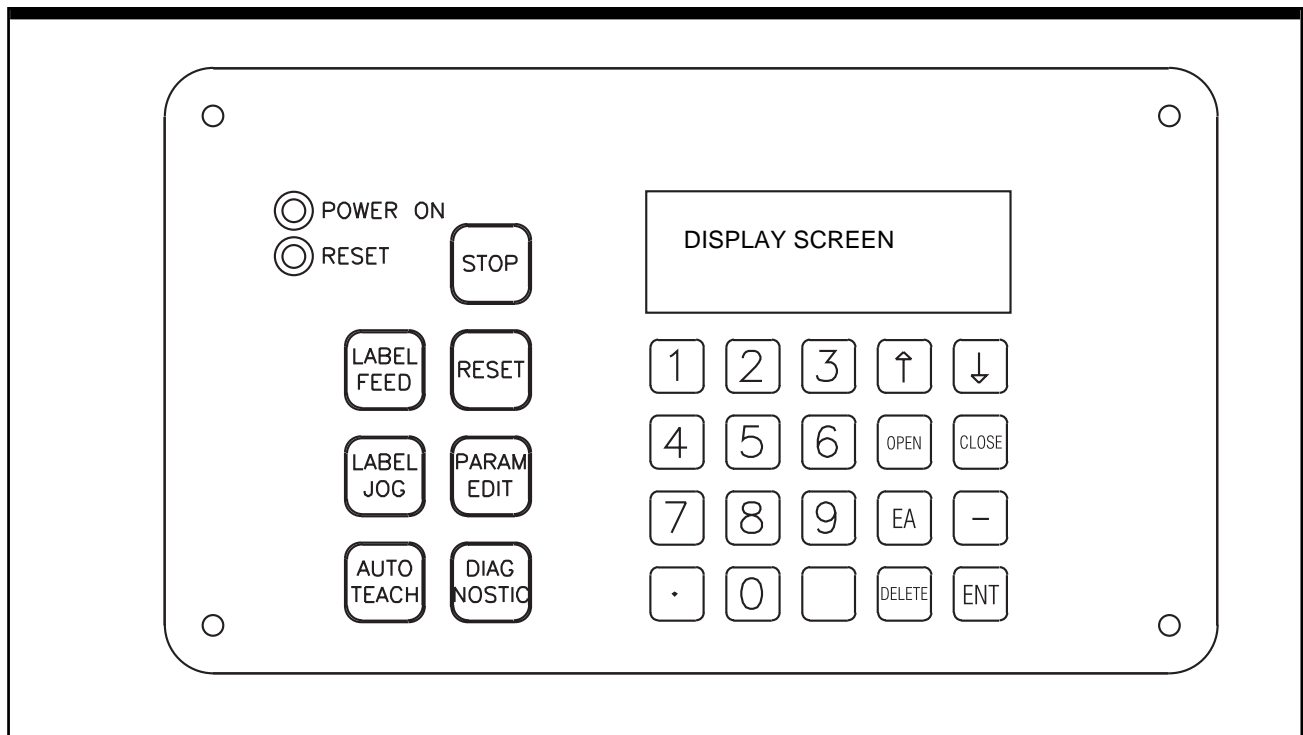 POWER ON
RESET
STOP
DISPLAY SCREEN
LABEL
FEED
RESET
LABEL
JOG
PARAM
EDIT
AUTO
TEACH
DIAG
NOSTIC
1 2 3 ↑ ↓
4 5 6 OPEN CLOSE
7 8 9 EA -
. 0 DELETE ENT